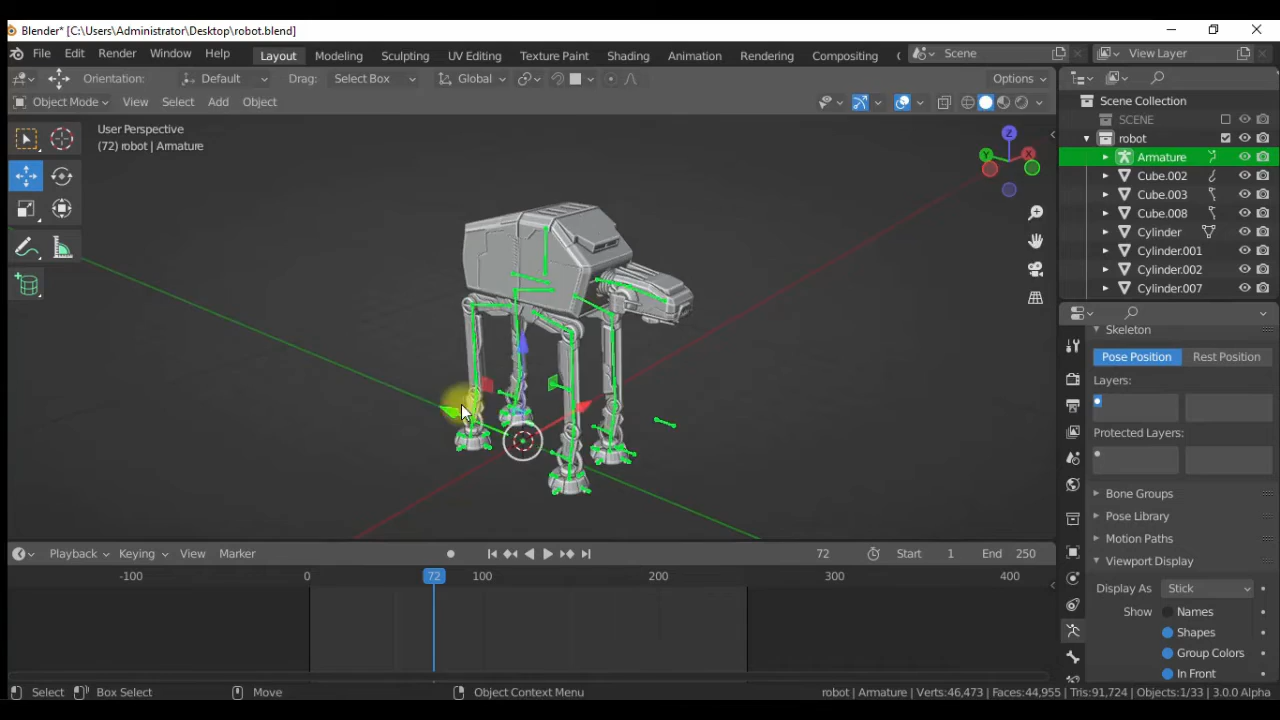 Blender* [C:\Users\Administrator\Desktop\robot.blend]
File Edit Render Window Help Layout Modeling Sculpting UV Editing Texture Paint Shading Animation Rendering Compositing Scene View Layer
Orientation: Default Drag: Select Box Global Options
Object Mode View Select Add Object
User Perspective
(72) robot | Armature
Z
Y
X
Scene Collection
SCENE
robot
Armature
Cube.002
Cube.003
Cube.008
Cylinder
Cylinder.001
Cylinder.002
Cylinder.007
Skeleton
Pose Position Rest Position
Layers:
Protected Layers:
Bone Groups
Pose Library
Motion Paths
Viewport Display
Display As Stick
Show Names
Shapes
Group Colors
In Front
Playback Keying View Marker 72 Start 1 End 250
-100 0 72 100 200 300 400
Select Box Select Move Object Context Menu robot | Armature Verts:46,473 | Faces:44,955 | Tris:91,724 | Objects:1/33 | 3.0.0 Alpha